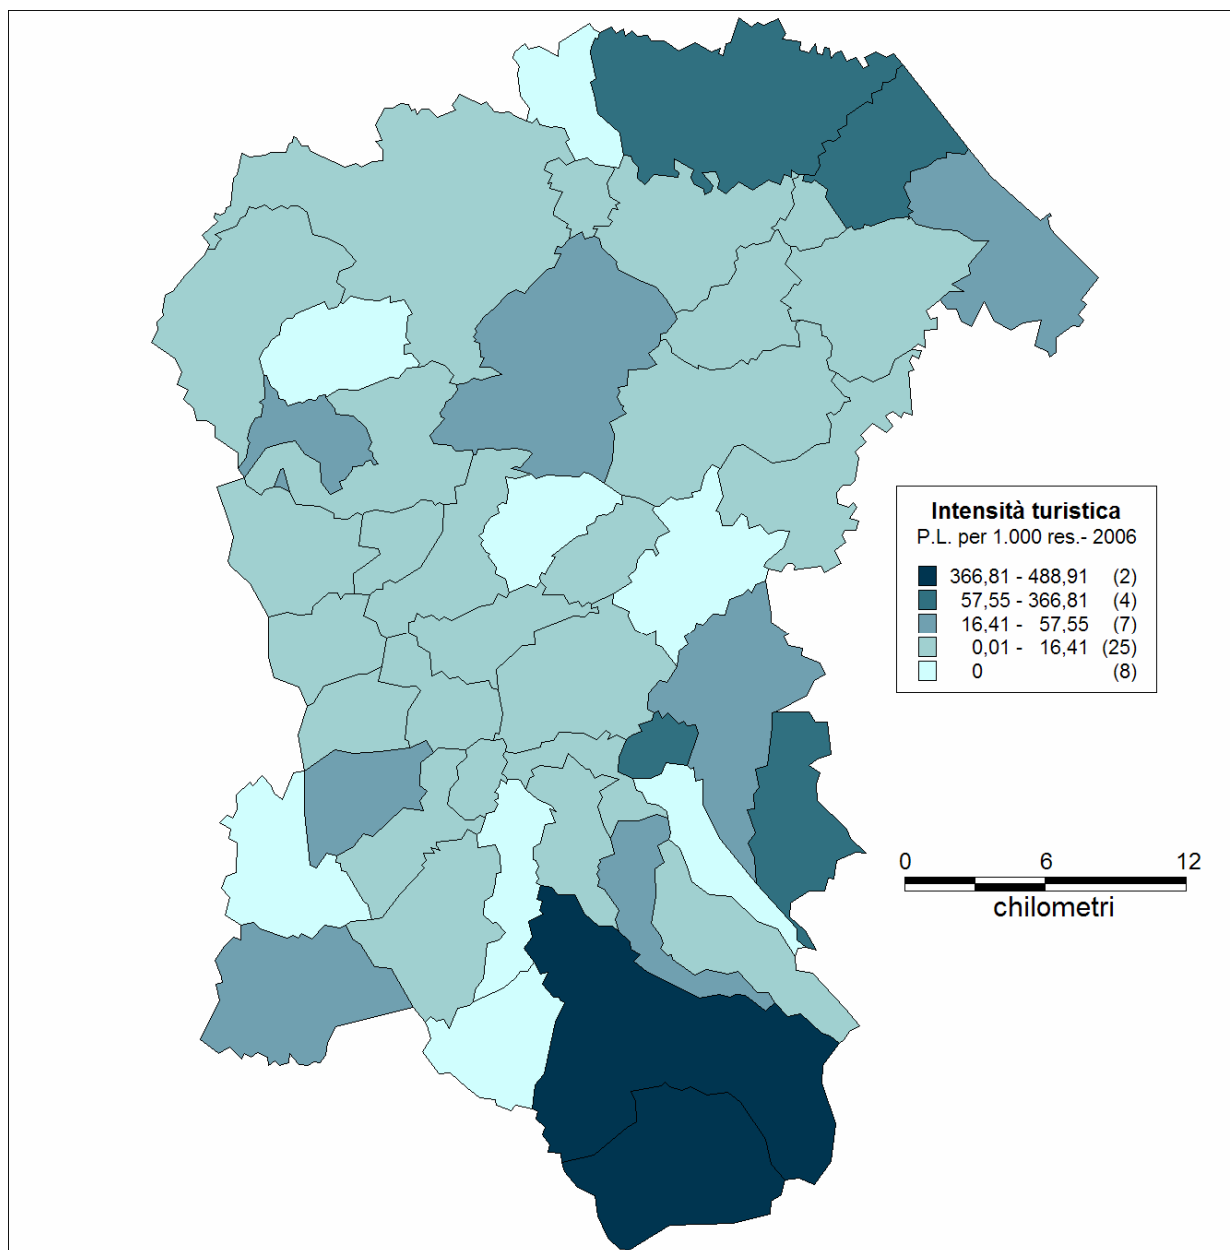 Intensità turistica
P.L. per 1.000 res.- 2006
366,81 - 488,91 (2)
57,55 - 366,81 (4)
16,41 - 57,55 (7)
0,01 - 16,41 (25)
0 (8)
0 6 12
chilometri